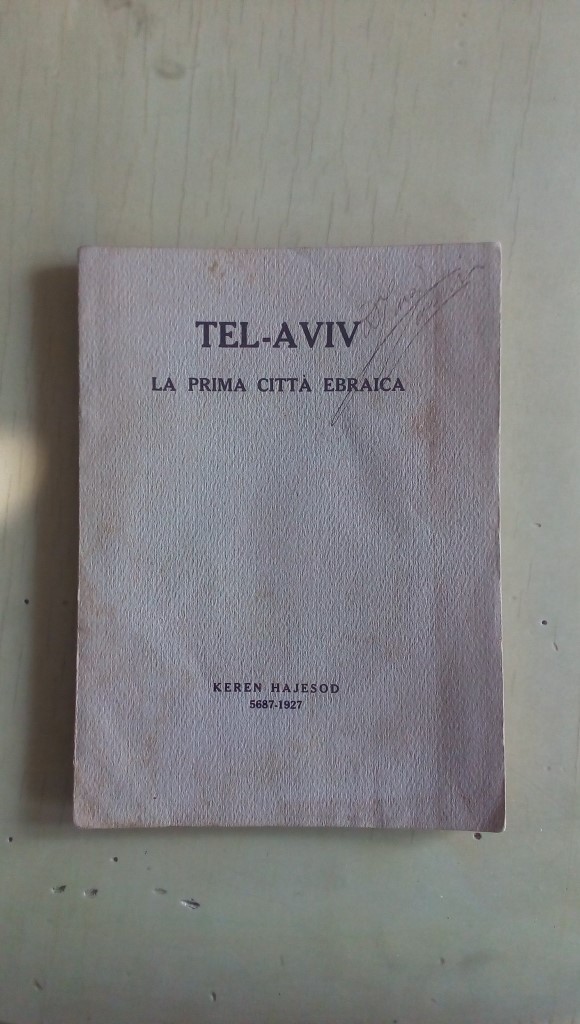 TEL-AVIV
LA PRIMA CITTÀ EBRAICA
KEREN HAJESOD
5687-1927